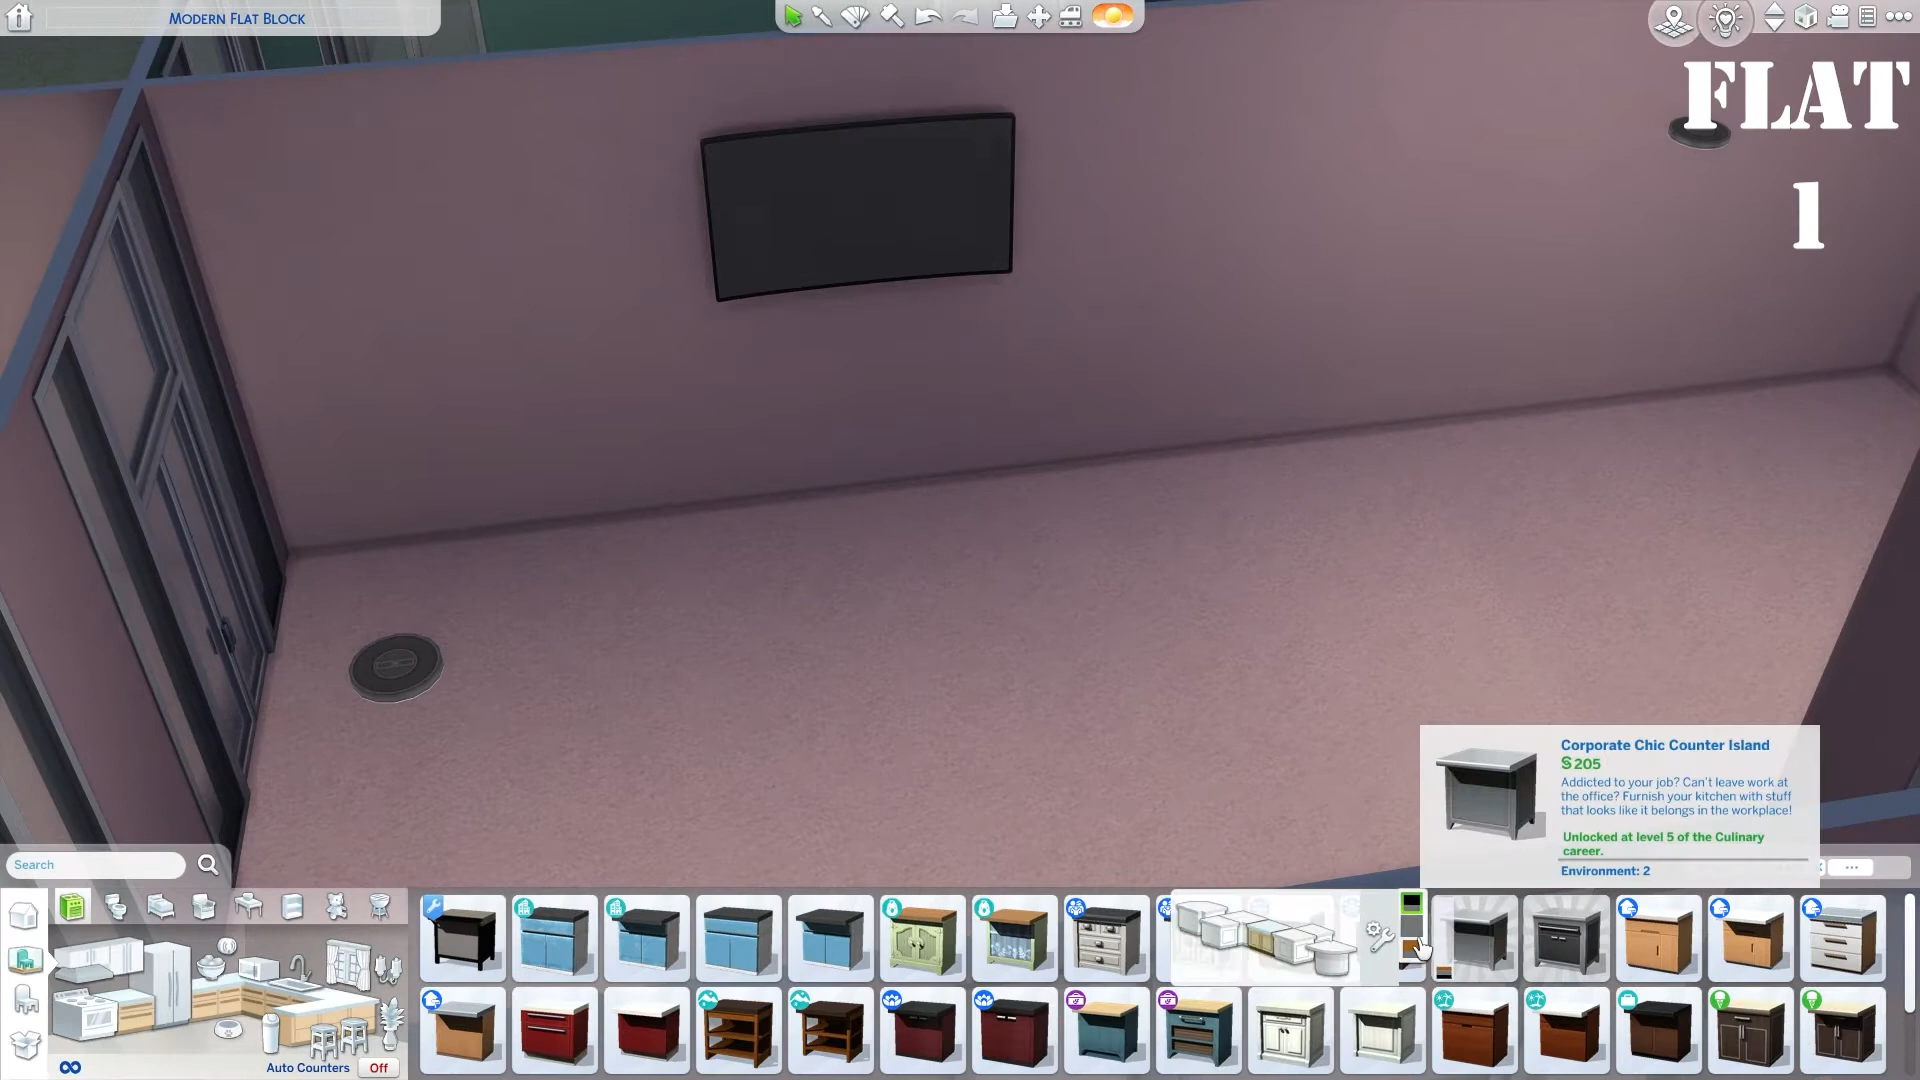 MODERN FLAT BLOCK
FLAT
1
Corporate Chic Counter Island
§205
Addicted to your job? Can't leave work at
the office? Furnish your kitchen with stuff
that looks like it belongs in the workplace!
Unlocked at level 5 of the Culinary
career.
Environment: 2
Search
Auto Counters Off